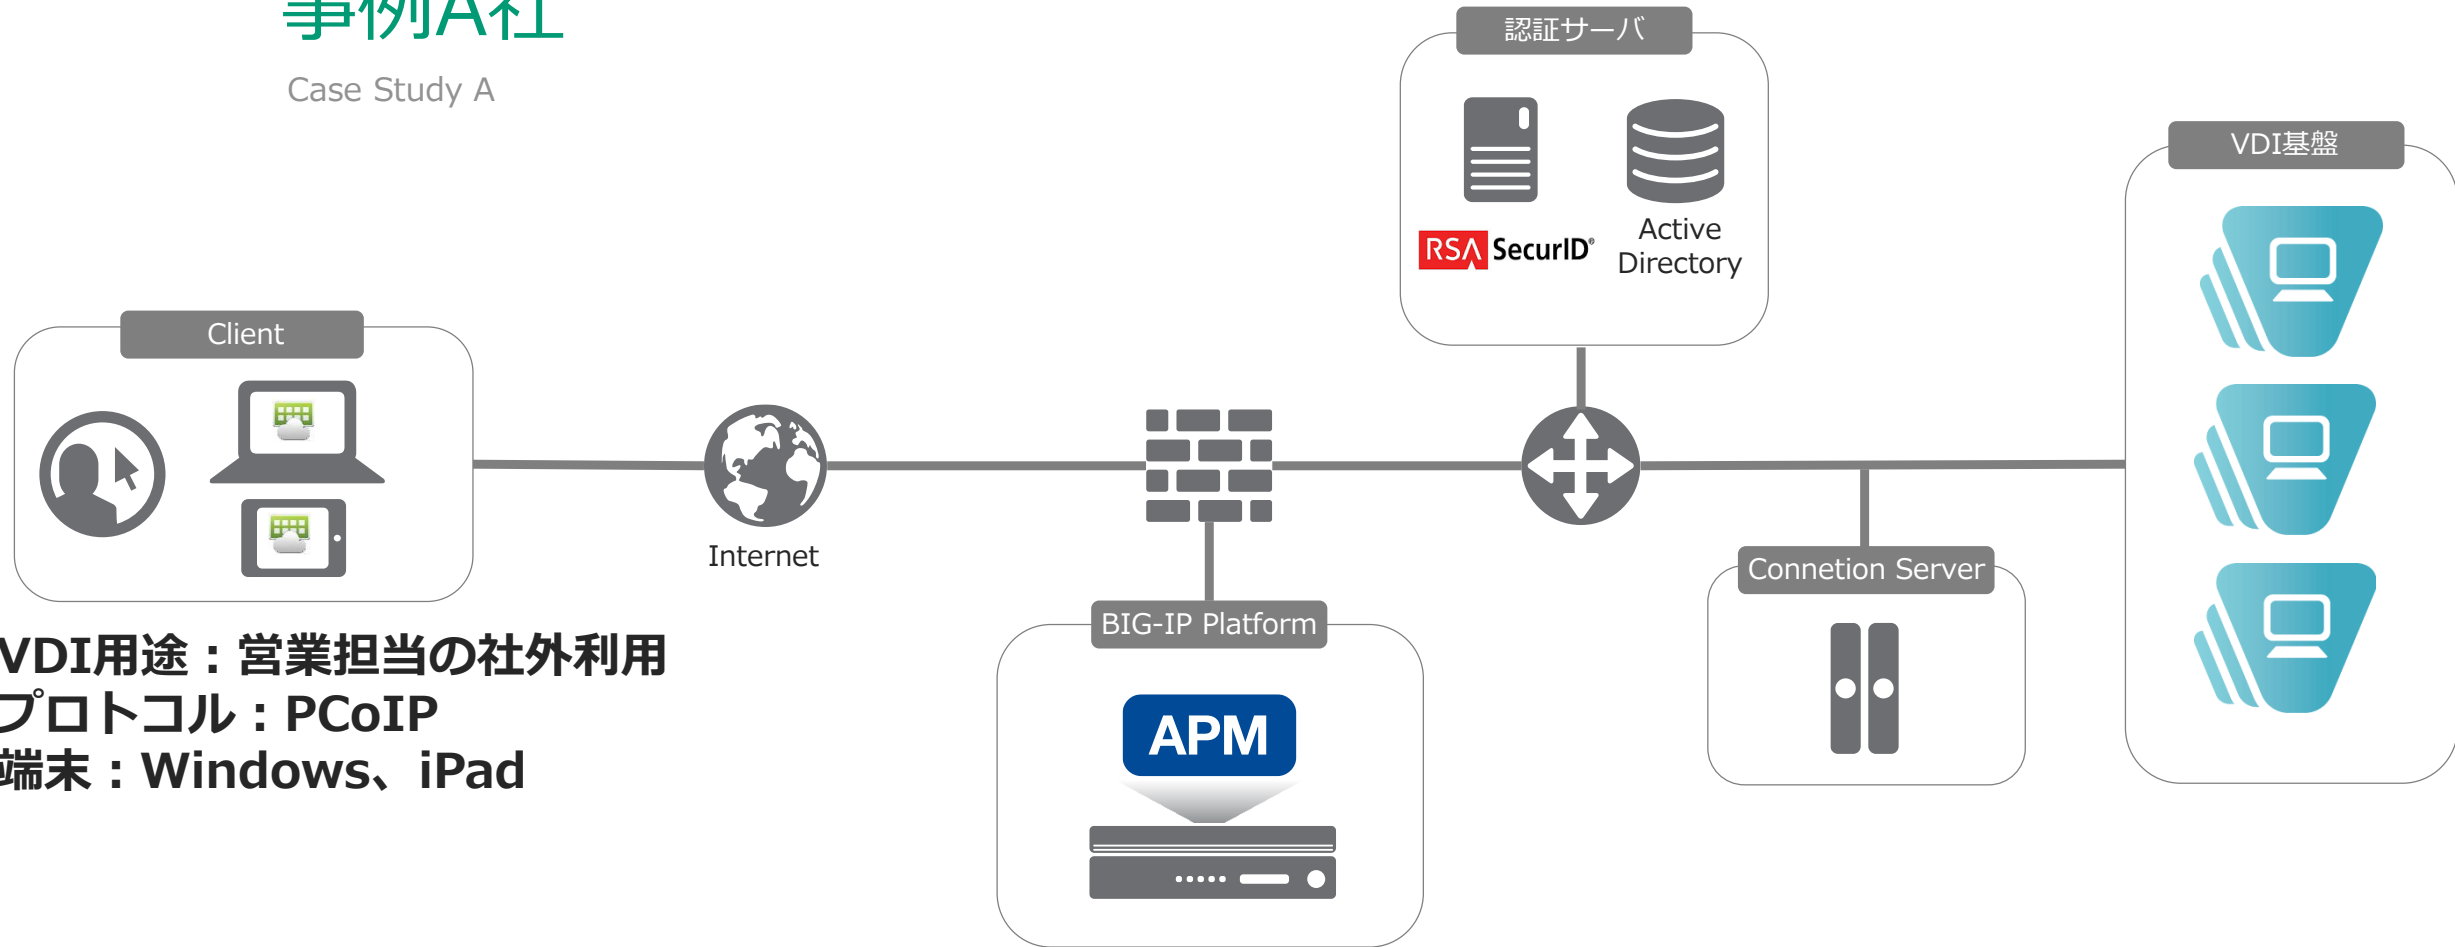 事例A社
Case Study A
認証サーバ
RSA SecurID®
Active
Directory
VDI基盤
Client
Internet
BIG-IP Platform
APM
Connetion Server
VDI用途：営業担当の社外利用
プロトコル：PCoIP
端末：Windows、iPad